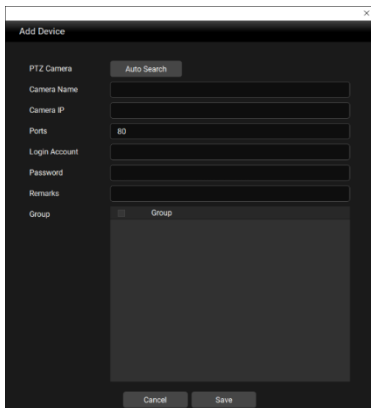 Add Device
PTZ Camera Auto Search
Camera Name
Camera IP
Ports 80
Login Account
Password
Remarks
Group Group
Cancel Save